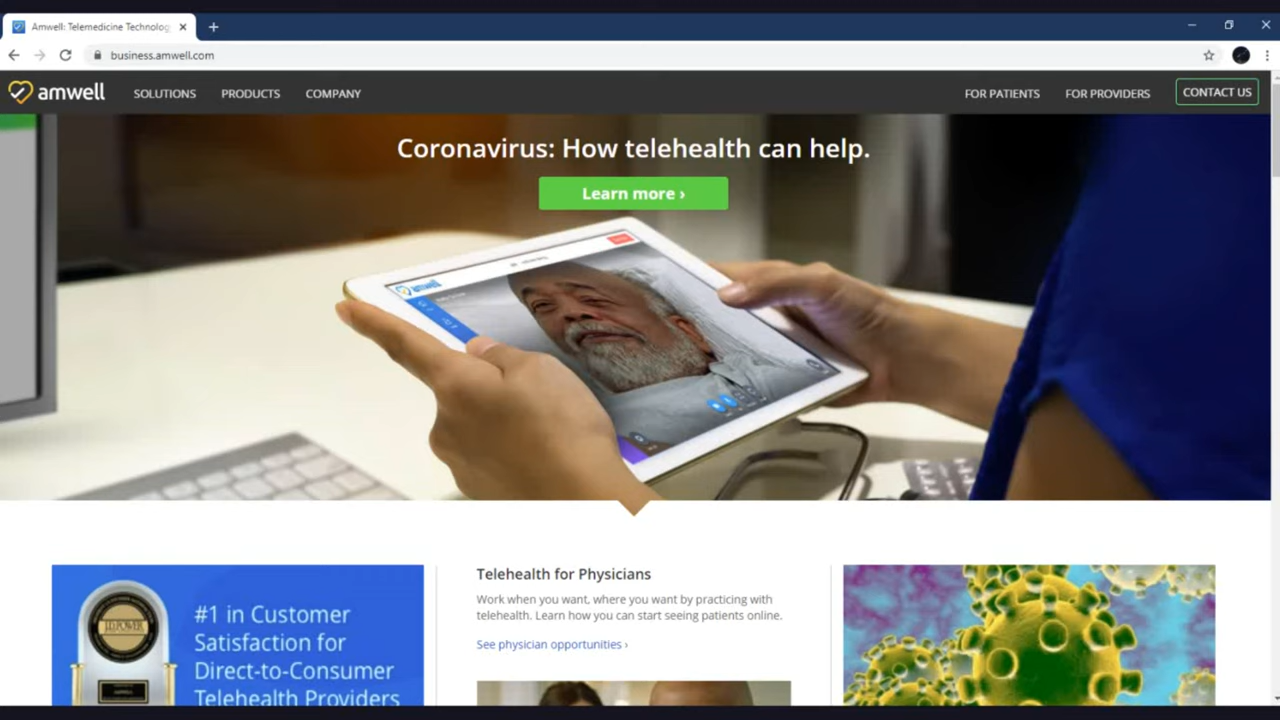 Amwell: Telemedicine Technolog
business.amwell.com
amwell
SOLUTIONS
PRODUCTS
COMPANY
FOR PATIENTS
FOR PROVIDERS
CONTACT US
Coronavirus: How telehealth can help.
Learn more ›
amwell
#1 in Customer
Satisfaction for
Direct-to-Consumer
Telehealth Providers
J.D. POWER
Telehealth for Physicians
Work when you want, where you want by practicing with
telehealth. Learn how you can start seeing patients online.
See physician opportunities ›